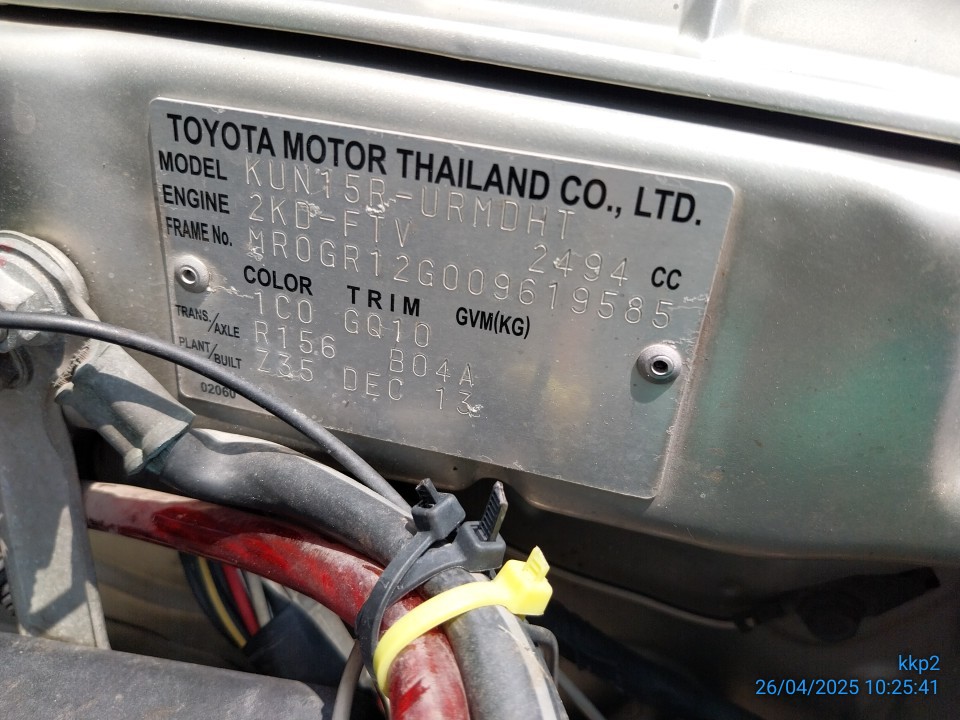 TOYOTA MOTOR THAILAND CO., LTD.
MODEL KUN15R-URMDHT
ENGINE 2KD-FTV 2494 CC
FRAME No. MR0GR12G009619585
COLOR TRIM GVM(KG)
1C0 GQ10
TRANS./AXLE R156 B04A
PLANT/BUILT Z35 DEC 13
02060
kkp2
26/04/2025 10:25:41